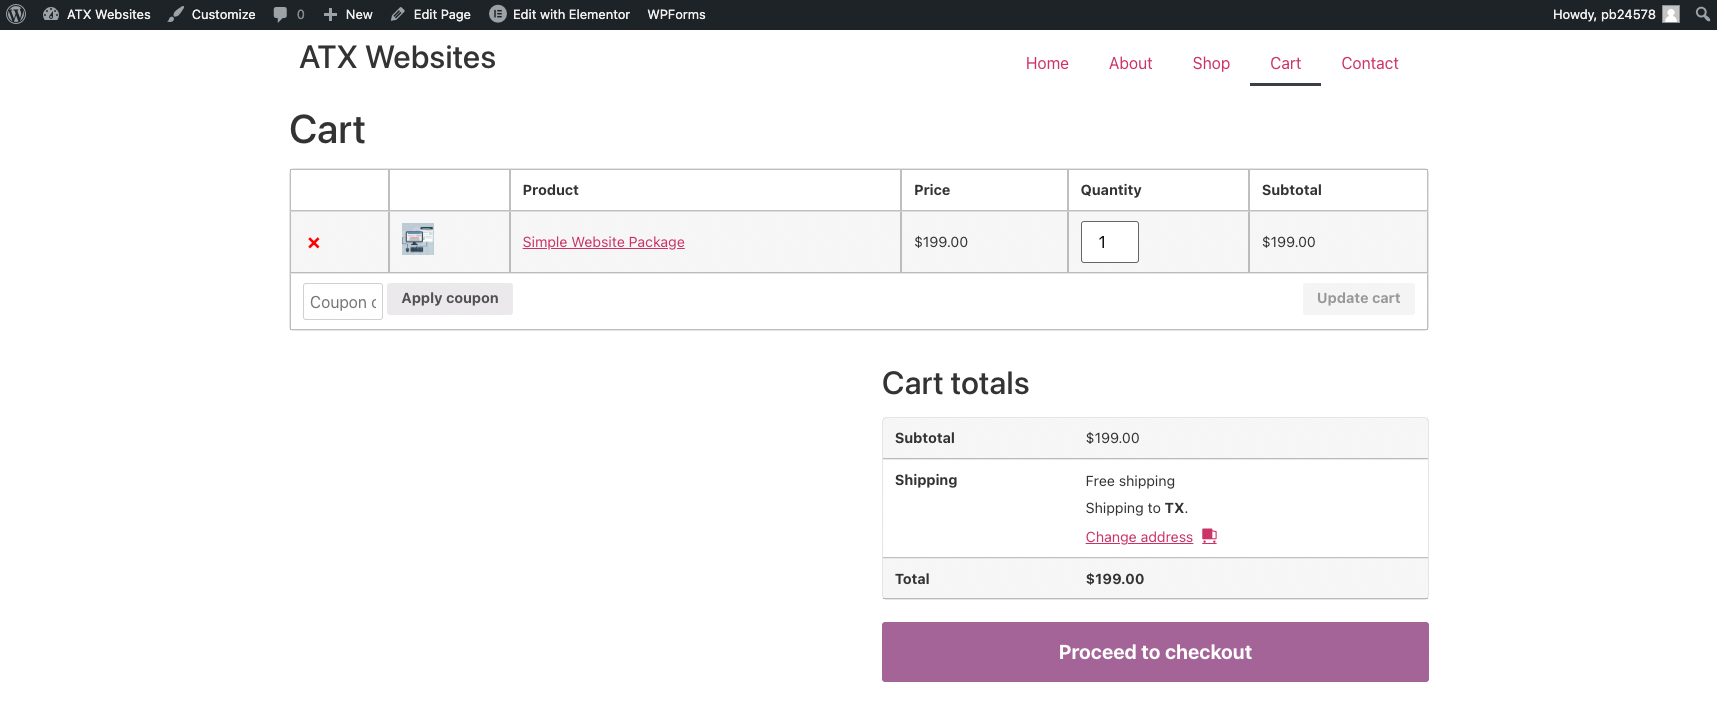 ATX Websites Customize 0 New Edit Page Edit with Elementor WPForms Howdy, pb24578
ATX Websites
Home About Shop Cart Contact
Cart
Product Price Quantity Subtotal
Simple Website Package $199.00 1 $199.00
Coupon c Apply coupon Update cart
Cart totals
Subtotal $199.00
Shipping Free shipping
Shipping to TX.
Change address
Total $199.00
Proceed to checkout